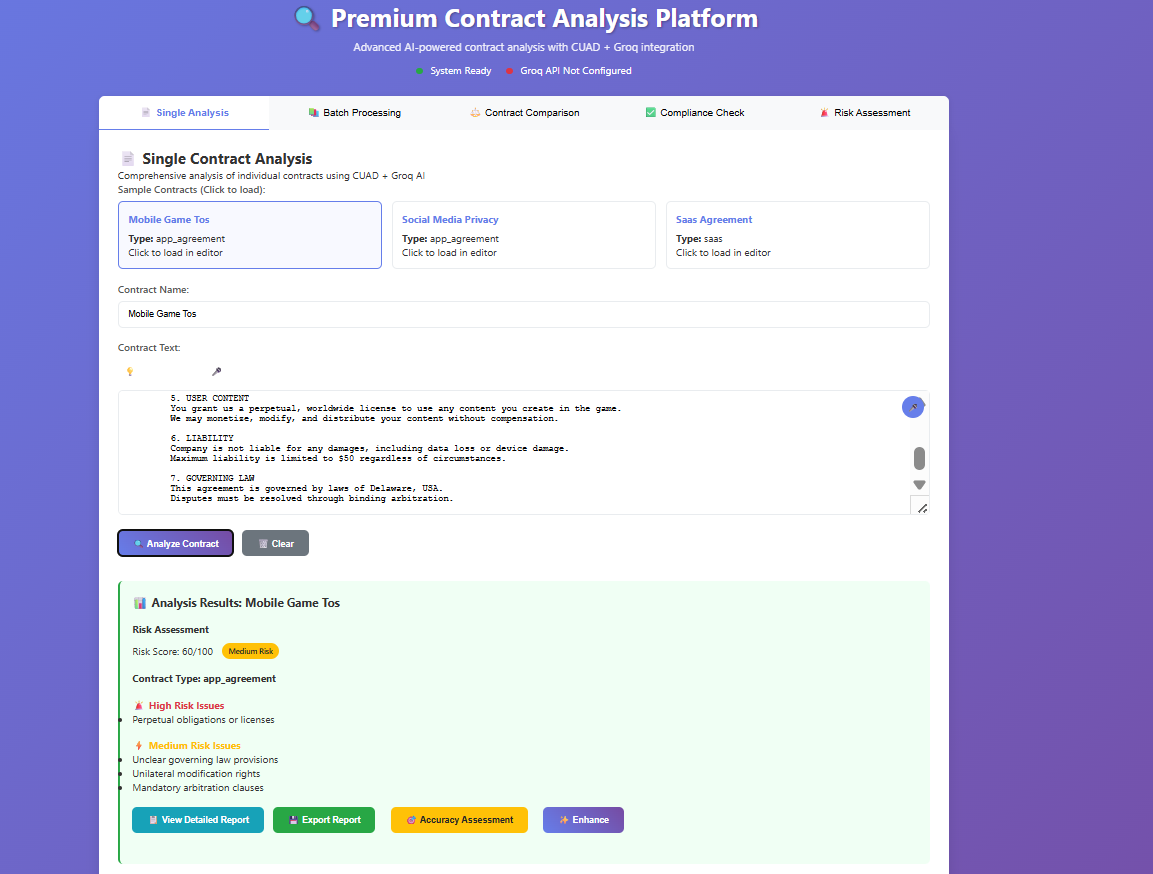 Premium Contract Analysis Platform
Advanced AI-powered contract analysis with CUAD + Groq integration
System Ready Groq API Not Configured
Single Analysis Batch Processing Contract Comparison Compliance Check Risk Assessment
Single Contract Analysis
Comprehensive analysis of individual contracts using CUAD + Groq AI
Sample Contracts (Click to load):
Mobile Game Tos
Type: app_agreement
Click to load in editor
Social Media Privacy
Type: app_agreement
Click to load in editor
Saas Agreement
Type: saas
Click to load in editor
Contract Name:
Mobile Game Tos
Contract Text:
5. USER CONTENT
You grant us a perpetual, worldwide license to use any content you create in the game.
We may monetize, modify, and distribute your content without compensation.
6. LIABILITY
Company is not liable for any damages, including data loss or device damage.
Maximum liability is limited to $50 regardless of circumstances.
7. GOVERNING LAW
This agreement is governed by laws of Delaware, USA.
Disputes must be resolved through binding arbitration.
Analyze Contract Clear
Analysis Results: Mobile Game Tos
Risk Assessment
Risk Score: 60/100 Medium Risk
Contract Type: app_agreement
High Risk Issues
Perpetual obligations or licenses
Medium Risk Issues
Unclear governing law provisions
Unilateral modification rights
Mandatory arbitration clauses
View Detailed Report Export Report Accuracy Assessment Enhance